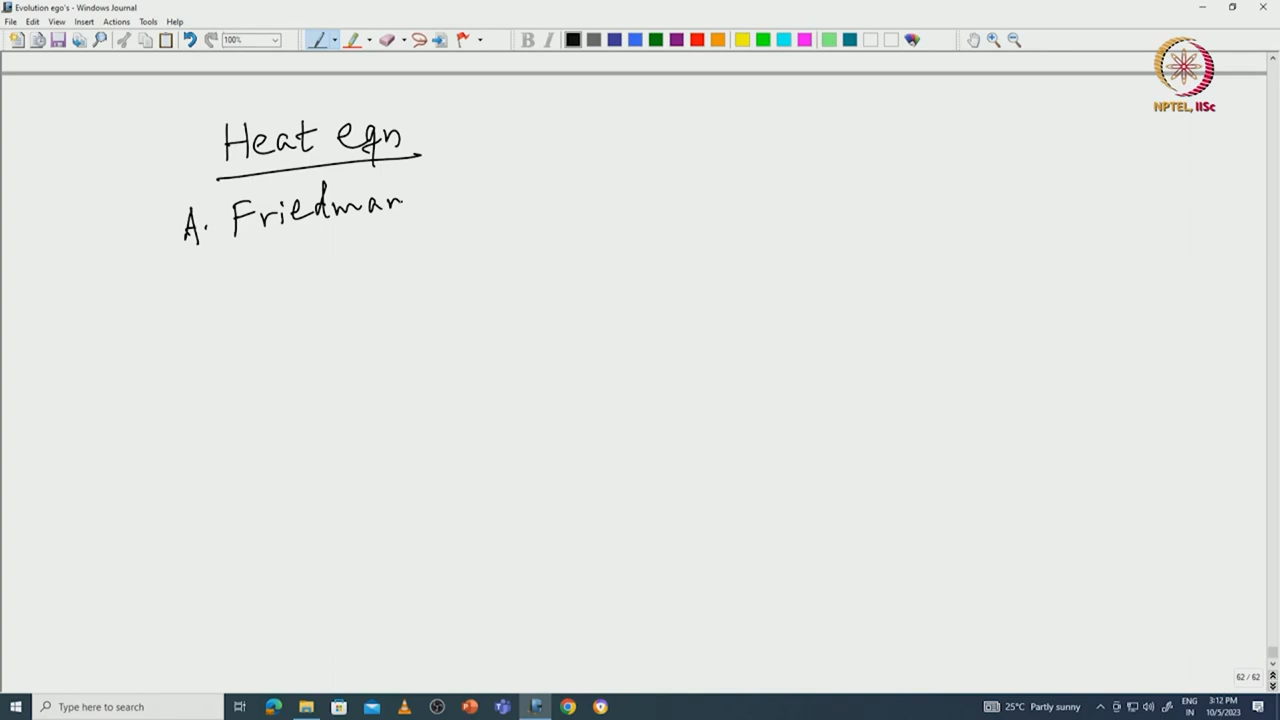 Evolution eqo's - Windows Journal
File Edit View Insert Actions Tools Help
100%
NPTEL, IISc
Heat eqn
A. Friedman
62 / 62
Type here to search
25°C Partly sunny
ENG
IN
3:12 PM
10/5/2023